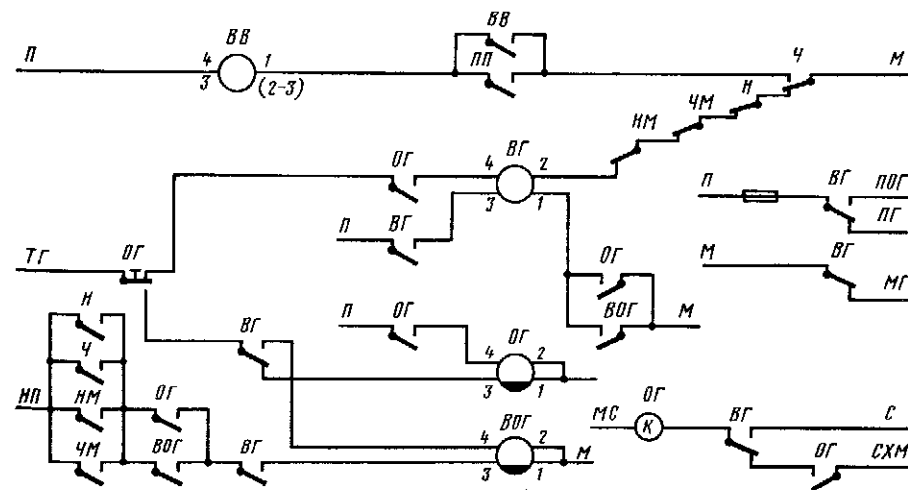 ВВ
П 4 3 ВВ 1 (2-3) ПП Ч М
Н
ЧМ
НМ
ОГ 4 ВГ 2
3 1
П ВГ
П ВГ ПОГ
ПГ
ТГ ОГ
ОГ
М ВГ
МГ
Н
ВОГ М
Ч
ВГ П ОГ ОГ
4 2
3 1
НП НМ ОГ
ВОГ
МС ОГ К ВГ С
4 2
ЧМ ВОГ ВГ 3 1 М
ОГ СХМ